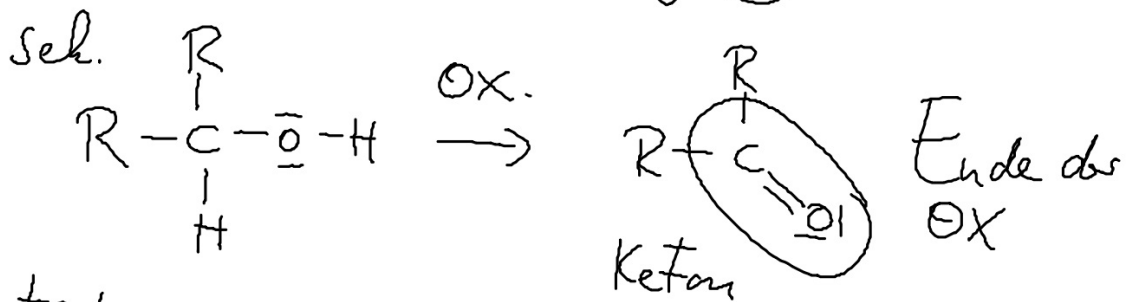 sek.
R
R – C – O – H
H
OX.
R
R – C
O
Keton
Ende der
OX